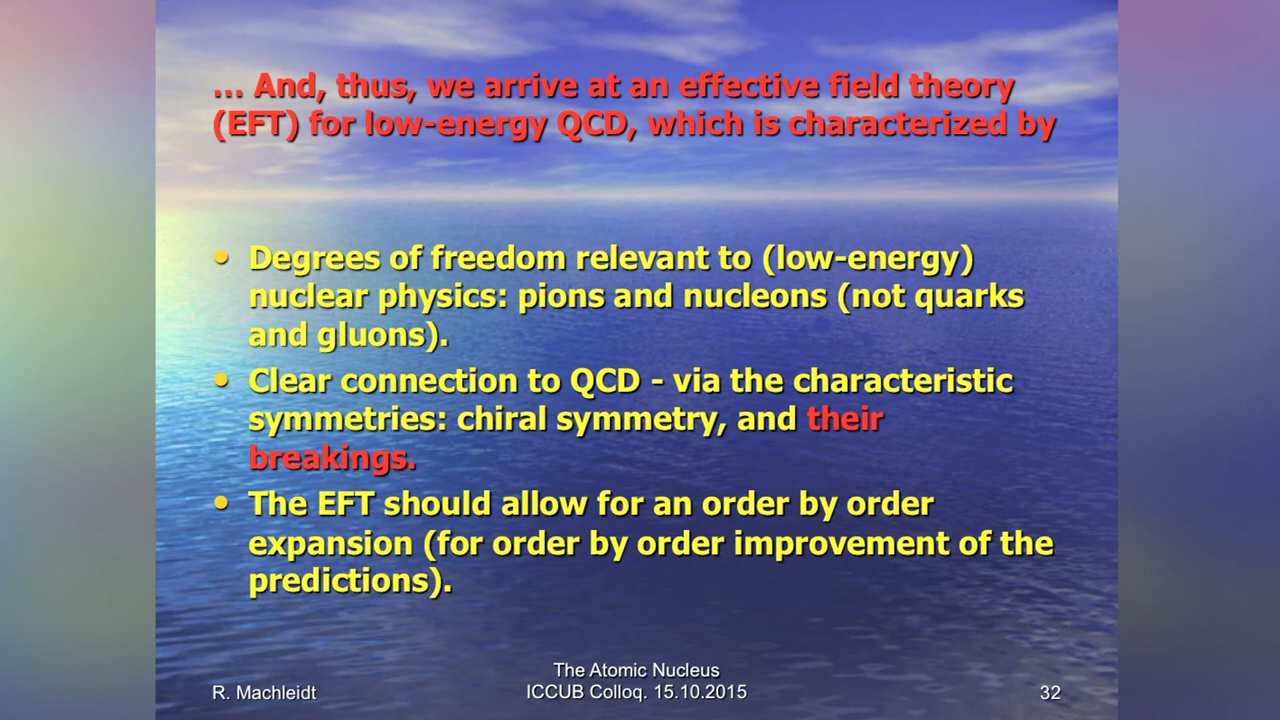 ... And, thus, we arrive at an effective field theory
(EFT) for low-energy QCD, which is characterized by
• Degrees of freedom relevant to (low-energy)
nuclear physics: pions and nucleons (not quarks
and gluons).
• Clear connection to QCD - via the characteristic
symmetries: chiral symmetry, and their
breakings.
• The EFT should allow for an order by order
expansion (for order by order improvement of the
predictions).
R. Machleidt
The Atomic Nucleus
ICCUB Colloq. 15.10.2015
32